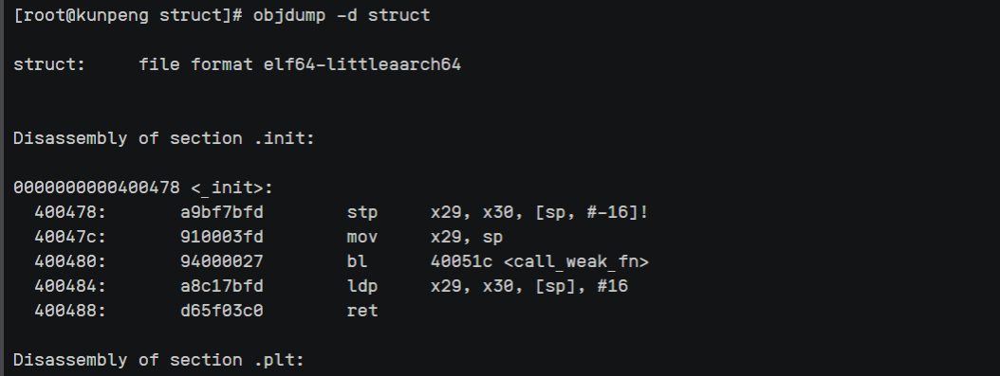 [root@kunpeng struct]# objdump -d struct
struct:     file format elf64-littleaarch64
Disassembly of section .init:
0000000000400478 <_init>:
  400478:       a9bf7bfd        stp     x29, x30, [sp, #-16]!
  40047c:       910003fd        mov     x29, sp
  400480:       94000027        bl      40051c <call_weak_fn>
  400484:       a8c17bfd        ldp     x29, x30, [sp], #16
  400488:       d65f03c0        ret
Disassembly of section .plt: